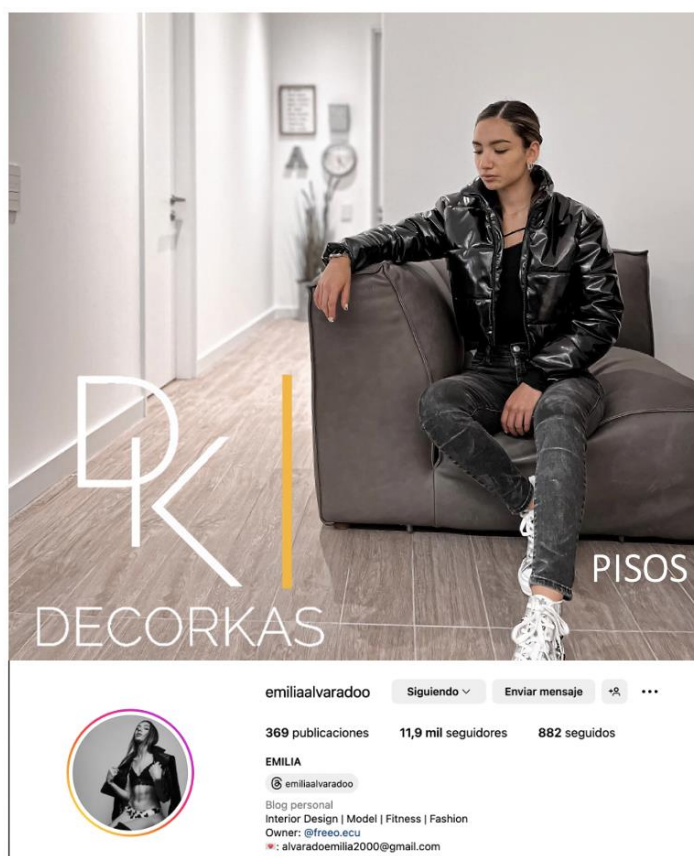 A
DK
DECORKAS
PISOS
emiliaalvaradoo Siguiendo Enviar mensaje
369 publicaciones 11,9 mil seguidores 882 seguidos
EMILIA
emiliaalvaradoo
Blog personal
Interior Design | Model | Fitness | Fashion
Owner: @freeo.ecu
💌: alvaradoemilia2000@gmail.com